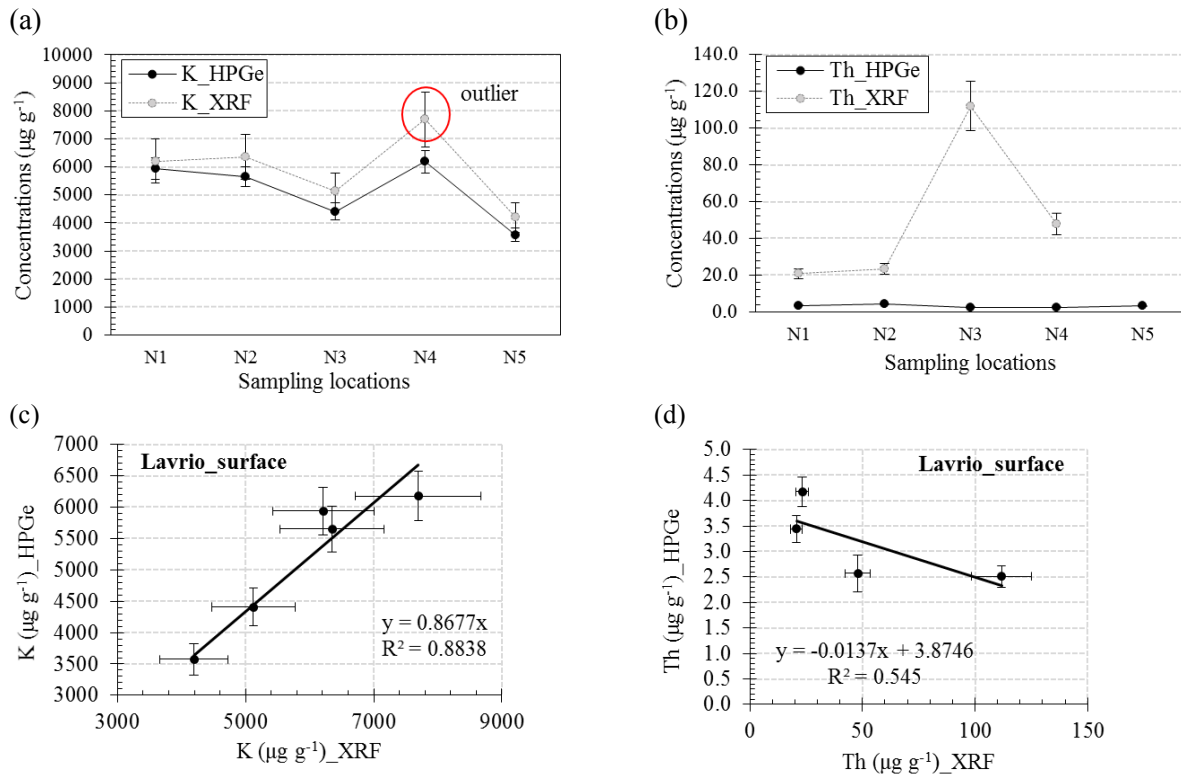 (a)
Concentrations (µg g⁻¹)
10000
9000
8000
7000
6000
5000
4000
3000
2000
1000
0
K_HPGe
K_XRF
outlier
N1 N2 N3 N4 N5
Sampling locations
(b)
Concentrations (µg g⁻¹)
140.0
120.0
100.0
80.0
60.0
40.0
20.0
0.0
Th_HPGe
Th_XRF
N1 N2 N3 N4 N5
Sampling locations
(c)
K (µg g⁻¹)_HPGe
7000
6500
6000
5500
5000
4500
4000
3500
3000
Lavrio_surface
y = 0.8677x
R² = 0.8838
3000 5000 7000 9000
K (µg g⁻¹)_XRF
(d)
Th (µg g⁻¹)_HPGe
5.0
4.5
4.0
3.5
3.0
2.5
2.0
1.5
1.0
0.5
0.0
Lavrio_surface
y = -0.0137x + 3.8746
R² = 0.545
0 50 100 150
Th (µg g⁻¹)_XRF